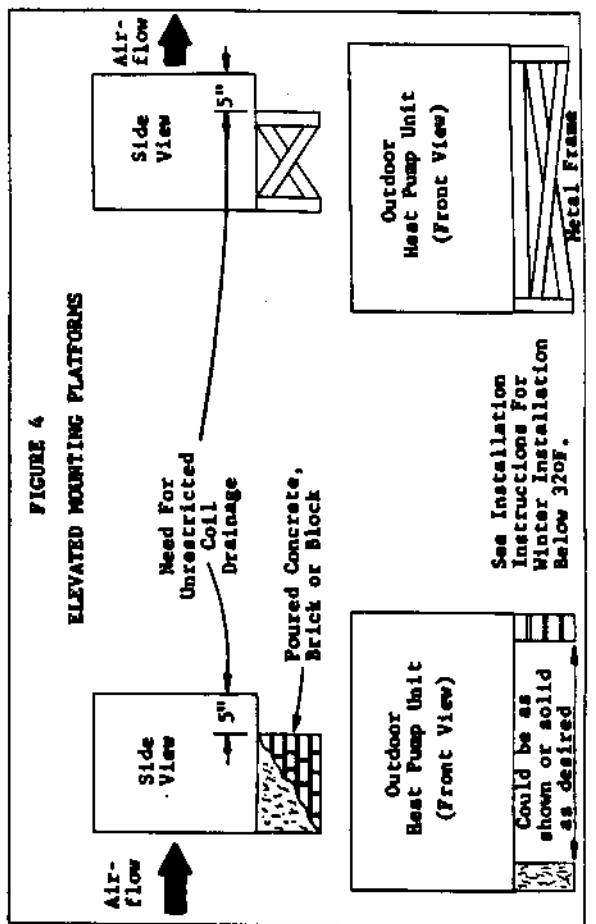 FIGURE 4
ELEVATED MOUNTING PLATFORMS
Air-
flow
Side
View
5"
Need For
Unrestricted
Coil
Drainage
Side
View
5"
Air-
flow
Poured Concrete,
Brick or Block
Outdoor
Heat Pump Unit
(Front View)
Could be as
shown or solid
as desired
See Installation
Instructions For
Winter Installation
Below 32ºF.
Outdoor
Heat Pump Unit
(Front View)
Metal Frame